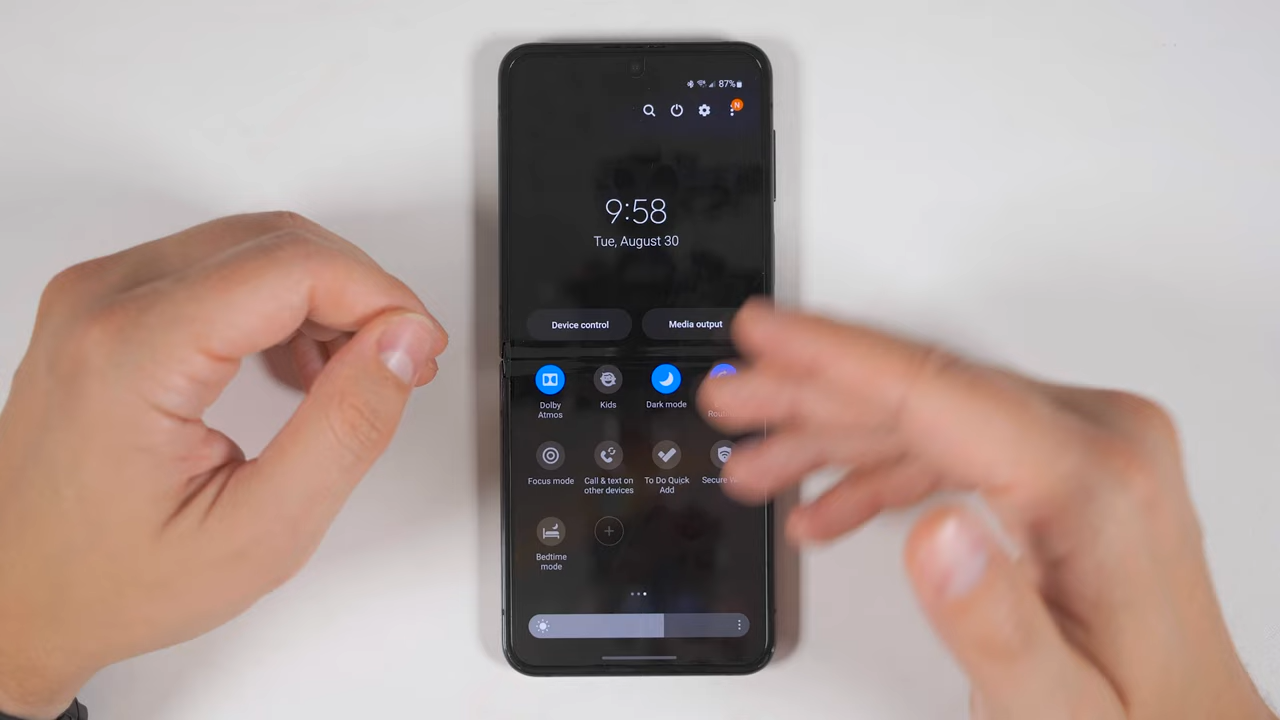 87%
N
9:58
Tue, August 30
Device control
Media output
Dolby
Atmos
Kids
Dark mode
Focus mode
Call & text on
other devices
To Do Quick
Add
Secure
Bedtime
mode